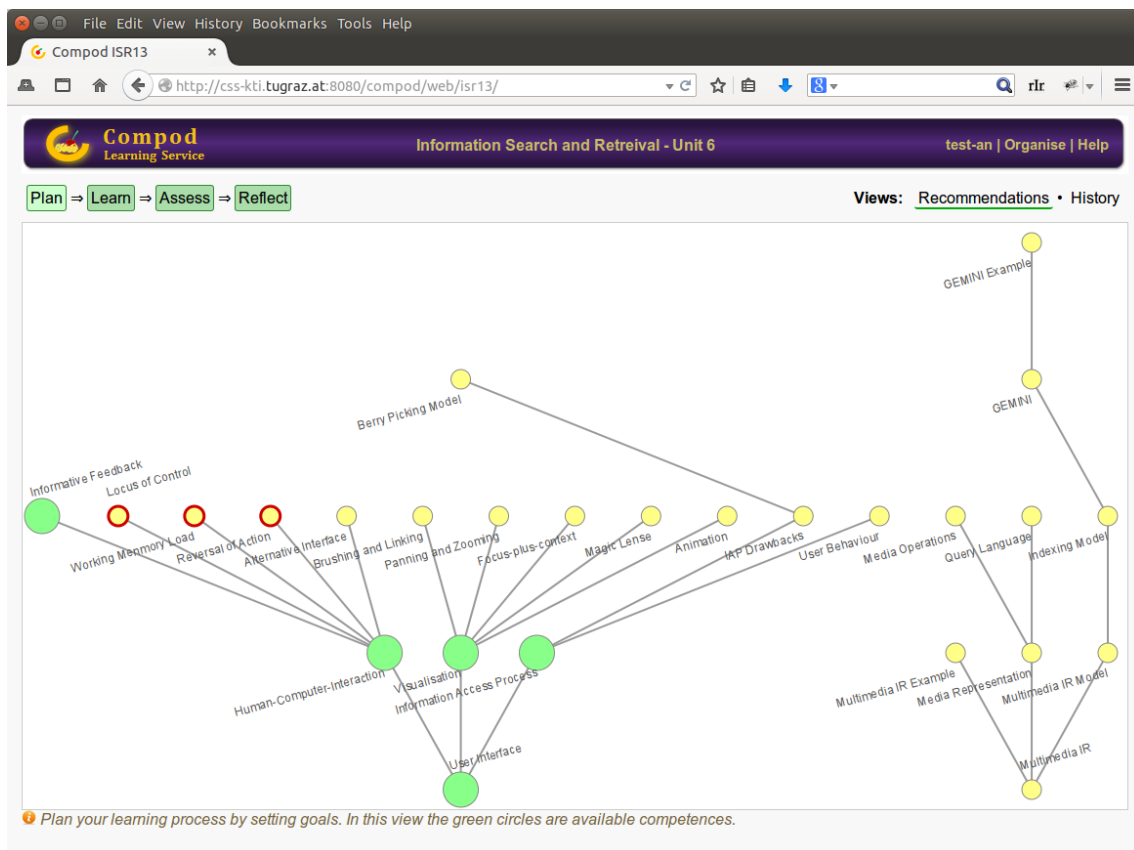 File Edit View History Bookmarks Tools Help
Compod ISR13 ×
http://css-kti.tugraz.at:8080/compod/web/isr13/
8
rIr
Compod
Learning Service
Information Search and Retreival - Unit 6
test-an | Organise | Help
Plan ⇒ Learn ⇒ Assess ⇒ Reflect
Views: Recommendations • History
GEMINI Example
GEMINI
Berry Picking Model
Informative Feedback
Locus of Control
Working Menmory Load
Reversal of Action
Alternative Interface
Brushing and Linking
Panning and Zooming
Focus-plus-context
Magic Lense
Animation
IAP Drawbacks
User Behaviour
Media Operations
Query Language
Indexing Model
Human-Computer-Interaction
Visualisation
Information Access Process
Multimedia IR Example
Media Representation
Multimedia IR Model
User Interface
Multimedia IR
Plan your learning process by setting goals. In this view the green circles are available competences.